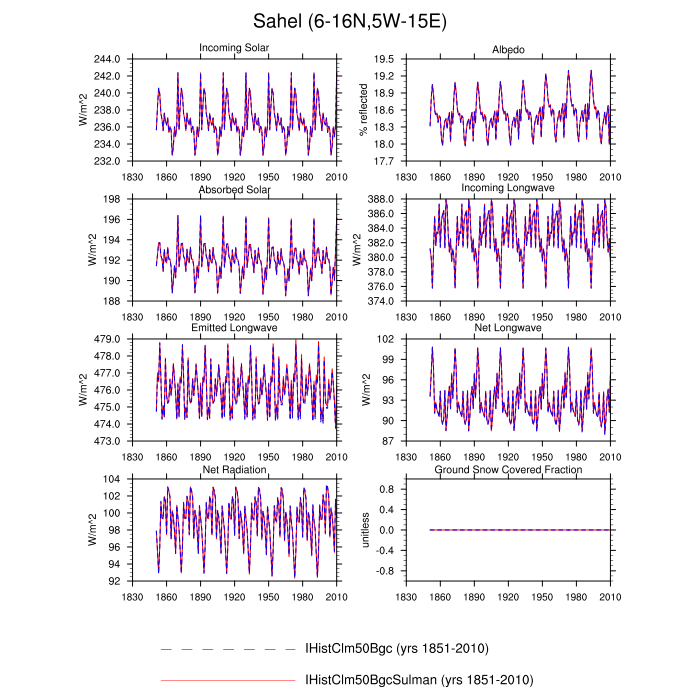 Sahel (6-16N,5W-15E)
Incoming Solar
W/m^2
244.0
242.0
240.0
238.0
236.0
234.0
232.0
1830 1860 1890 1920 1950 1980 2010
Albedo
% reflected
19.5
19.2
18.9
18.6
18.3
18.0
17.7
1830 1860 1890 1920 1950 1980 2010
Absorbed Solar
W/m^2
198
196
194
192
190
188
1830 1860 1890 1920 1950 1980 2010
Incoming Longwave
W/m^2
388.0
386.0
384.0
382.0
380.0
378.0
376.0
374.0
1830 1860 1890 1920 1950 1980 2010
Emitted Longwave
W/m^2
479.0
478.0
477.0
476.0
475.0
474.0
473.0
1830 1860 1890 1920 1950 1980 2010
Net Longwave
W/m^2
102
99
96
93
90
87
1830 1860 1890 1920 1950 1980 2010
Net Radiation
W/m^2
104
102
100
98
96
94
92
1830 1860 1890 1920 1950 1980 2010
Ground Snow Covered Fraction
unitless
0.8
0.4
0.0
-0.4
-0.8
1830 1860 1890 1920 1950 1980 2010
IHistClm50Bgc (yrs 1851-2010)
IHistClm50BgcSulman (yrs 1851-2010)